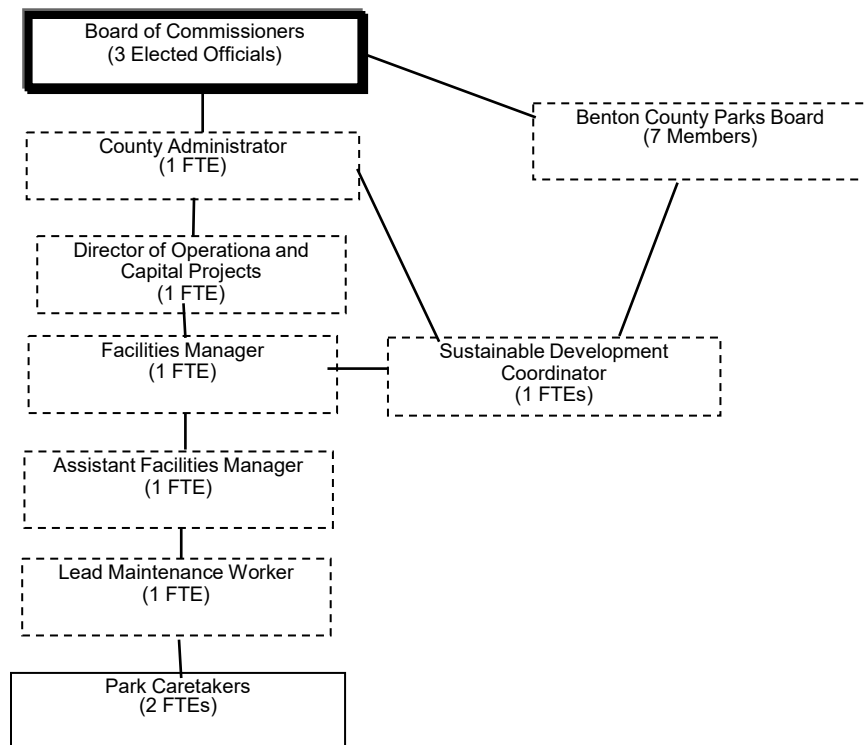 Board of Commissioners
(3 Elected Officials)
Benton County Parks Board
(7 Members)
County Administrator
(1 FTE)
Director of Operationa and
Capital Projects
(1 FTE)
Facilities Manager
(1 FTE)
Sustainable Development
Coordinator
(1 FTEs)
Assistant Facilities Manager
(1 FTE)
Lead Maintenance Worker
(1 FTE)
Park Caretakers
(2 FTEs)